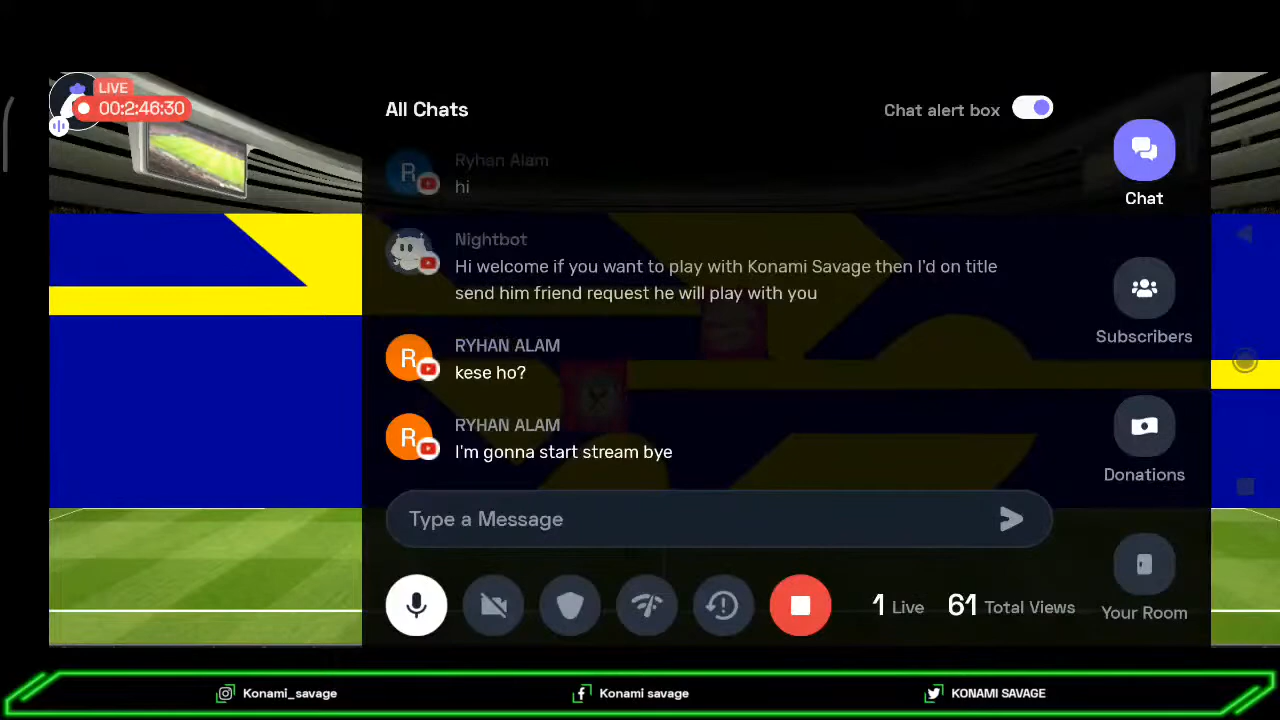 LIVE
00:2:46:30
All Chats
Chat alert box
Ryhan Alam
hi
Nightbot
Hi welcome if you want to play with Konami Savage then I'd on title
send him friend request he will play with you
RYHAN ALAM
kese ho?
RYHAN ALAM
I'm gonna start stream bye
Type a Message
1 Live
61 Total Views
Chat
Subscribers
Donations
Your Room
Konami_savage
Konami savage
KONAMI SAVAGE